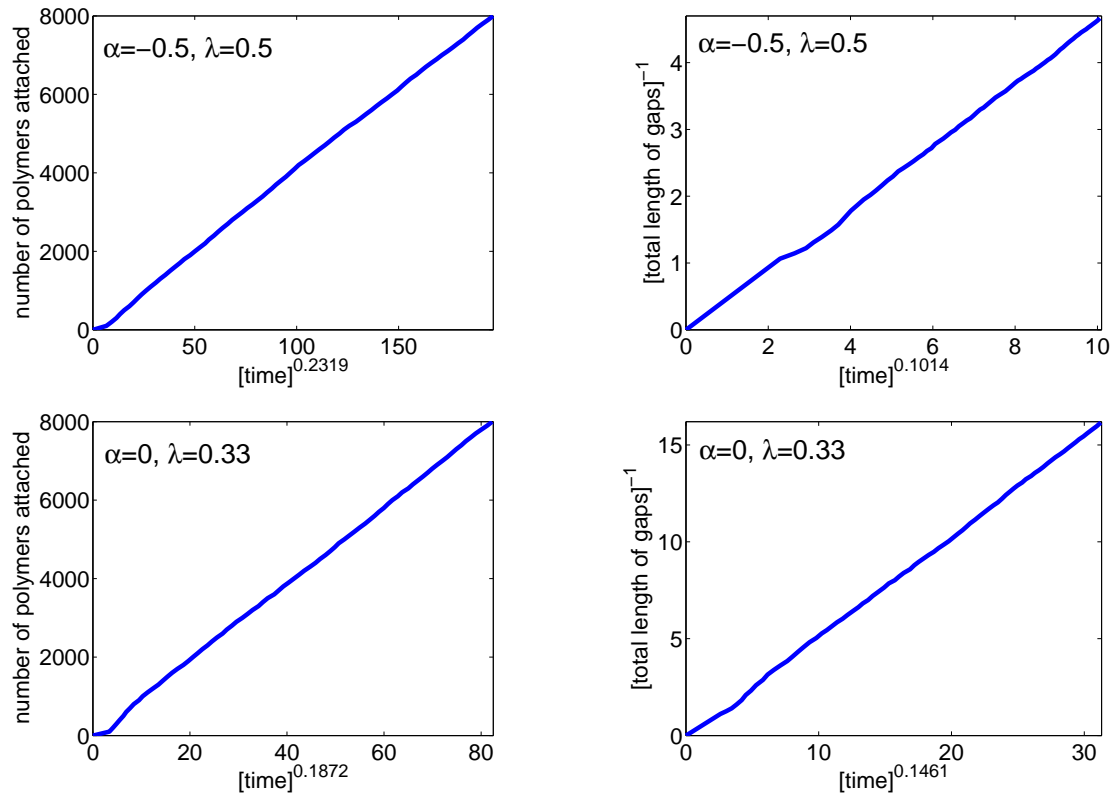 number of polymers attached
8000
6000
4000
2000
0
α=−0.5, λ=0.5
0 50 100 150
[time]^0.2319
[total length of gaps]^−1
4
3
2
1
0
α=−0.5, λ=0.5
0 2 4 6 8 10
[time]^0.1014
number of polymers attached
8000
6000
4000
2000
0
α=0, λ=0.33
0 20 40 60 80
[time]^0.1872
[total length of gaps]^−1
15
10
5
0
α=0, λ=0.33
0 10 20 30
[time]^0.1461